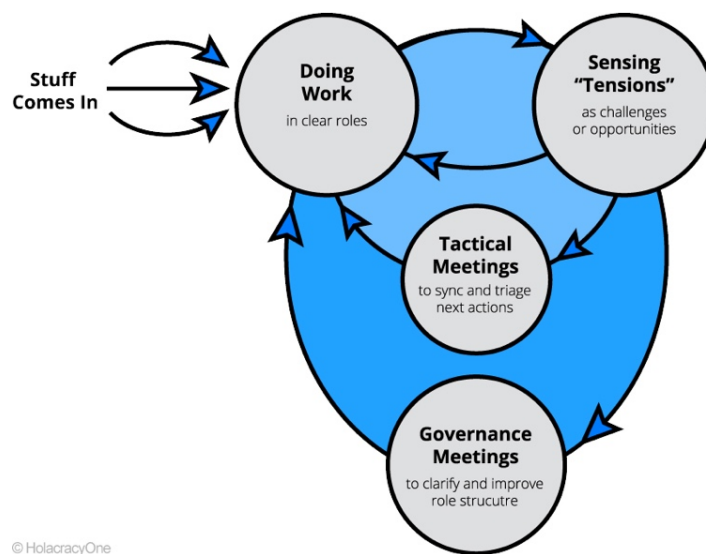 Stuff
Comes In
Doing
Work
in clear roles
Sensing
“Tensions”
as challenges
or opportunities
Tactical
Meetings
to sync and triage
next actions
Governance
Meetings
to clarify and improve
role strucutre
© HolacracyOne